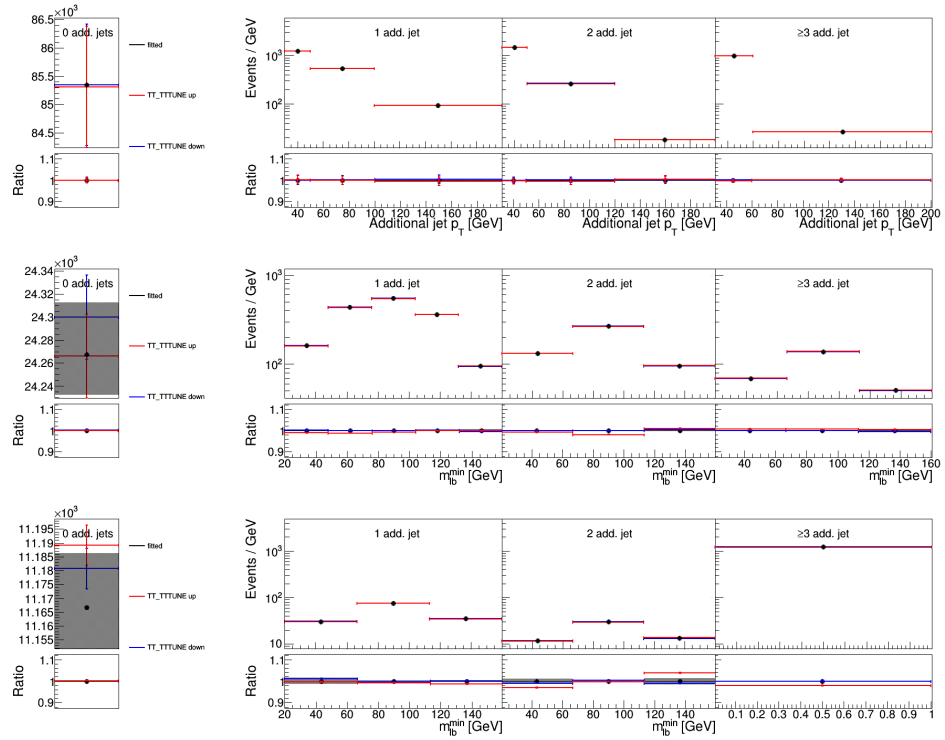 ×10³
86.5
86
85.5
85
84.5
0 add. jets
fitted
TT_TTTUNE up
TT_TTTUNE down
Ratio
1.1
1
0.9
Events / GeV
10³
10²
1 add. jet
2 add. jet
≥3 add. jet
Ratio
1.1
1
0.9
40 60 80 100 120 140 160 180
40 60 80 100 120 140 160 180
40 60 80 100 120 140 160 180 200
Additional jet p_T [GeV]
Additional jet p_T [GeV]
Additional jet p_T [GeV]
×10³
24.34
24.32
24.3
24.28
24.26
24.24
0 add. jets
fitted
TT_TTTUNE up
TT_TTTUNE down
Ratio
1.1
1
0.9
Events / GeV
10³
10²
1 add. jet
2 add. jet
≥3 add. jet
Ratio
1.1
1
0.9
20 40 60 80 100 120 140
40 60 80 100 120 140
40 60 80 100 120 140 160
m_lb^min [GeV]
m_lb^min [GeV]
m_lb^min [GeV]
×10³
11.195
11.19
11.185
11.18
11.175
11.17
11.165
11.16
11.155
0 add. jets
fitted
TT_TTTUNE up
TT_TTTUNE down
Ratio
1.1
1
0.9
Events / GeV
10³
10²
10
1 add. jet
2 add. jet
≥3 add. jet
Ratio
1.1
1
0.9
20 40 60 80 100 120 140
40 60 80 100 120 140
0.1 0.2 0.3 0.4 0.5 0.6 0.7 0.8 0.9 1
m_lb^min [GeV]
m_lb^min [GeV]